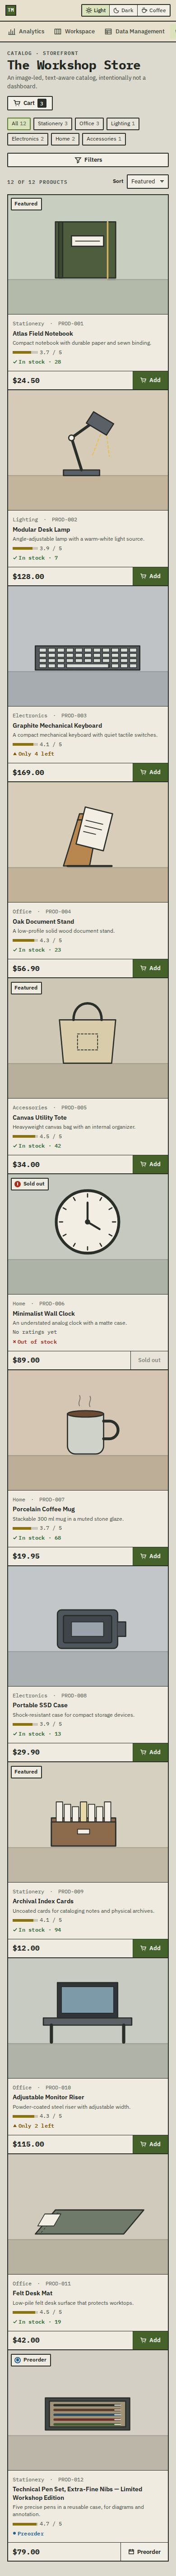 TR
Light
Dark
Coffee
Analytics
Workspace
Data Management
CATALOG · STOREFRONT
The Workshop Store
An image-led, text-aware catalog, intentionally not a
dashboard.
Cart
All 12
Stationery 3
Office 3
Lighting 1
Electronics 2
Home 2
Accessories 1
Filters
12 OF 12 PRODUCTS
Sort
Featured
Featured
Stationery · PROD-001
Atlas Field Notebook
Compact notebook with durable paper and sewn binding.
3.7 / 5
In stock · 28
$24.50
Add
Lighting · PROD-002
Modular Desk Lamp
Angle-adjustable lamp with a warm-white light source.
3.9 / 5
In stock · 7
$128.00
Add
Electronics · PROD-003
Graphite Mechanical Keyboard
A compact mechanical keyboard with quiet tactile switches.
4.1 / 5
Only 4 left
$169.00
Add
Office · PROD-004
Oak Document Stand
A low-profile solid wood document stand.
4.3 / 5
In stock · 23
$56.90
Add
Featured
Accessories · PROD-005
Canvas Utility Tote
Heavyweight canvas bag with an internal organizer.
4.5 / 5
In stock · 42
$34.00
Add
Sold out
Home · PROD-006
Minimalist Wall Clock
An understated analog clock with a matte case.
No ratings yet
Out of stock
$89.00
Sold out
Home · PROD-007
Porcelain Coffee Mug
Stackable 300 ml mug in a muted stone glaze.
3.7 / 5
In stock · 68
$19.95
Add
Electronics · PROD-008
Portable SSD Case
Shock-resistant case for compact storage devices.
3.9 / 5
In stock · 13
$29.90
Add
Featured
Stationery · PROD-009
Archival Index Cards
Uncoated cards for cataloging notes and physical archives.
4.1 / 5
In stock · 94
$12.00
Add
Office · PROD-010
Adjustable Monitor Riser
Powder-coated steel riser with adjustable width.
4.3 / 5
Only 2 left
$115.00
Add
Office · PROD-011
Felt Desk Mat
Low-pile felt desk surface that protects worktops.
4.5 / 5
In stock · 19
$42.00
Add
Preorder
Stationery · PROD-012
Technical Pen Set, Extra-Fine Nibs — Limited
Workshop Edition
Five precise pens in a reusable case, for diagrams and
annotation.
4.7 / 5
Preorder
$79.00
Preorder